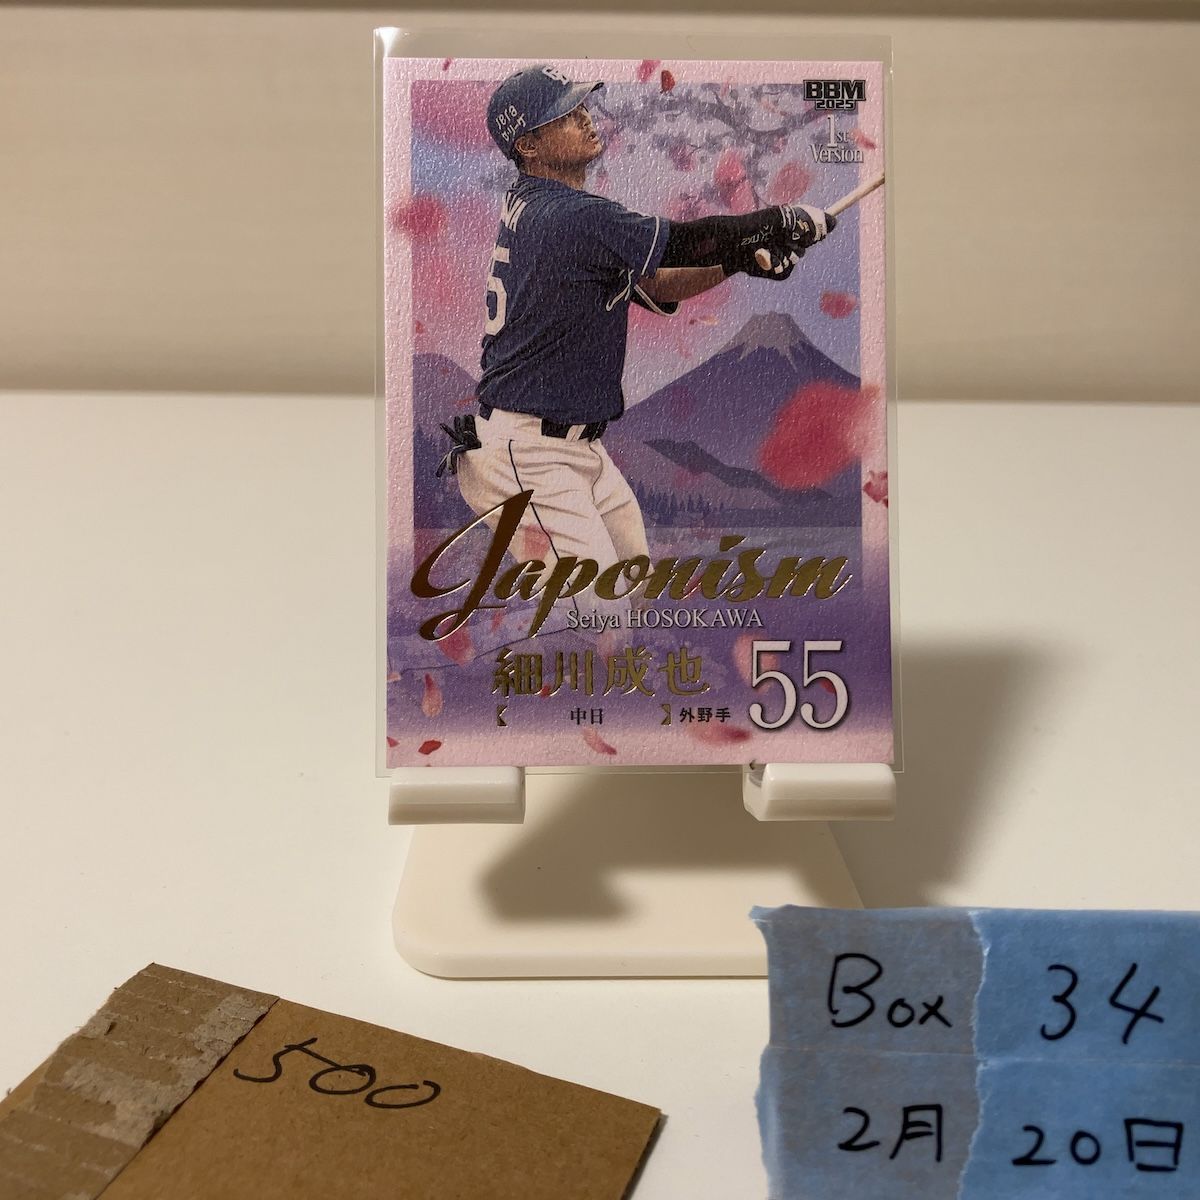 BBM
2025
1st
Version
5
Japonism
Seiya HOSOKAWA
細川成也
【 中日 】外野手 55
500
Box 34
2月 20日